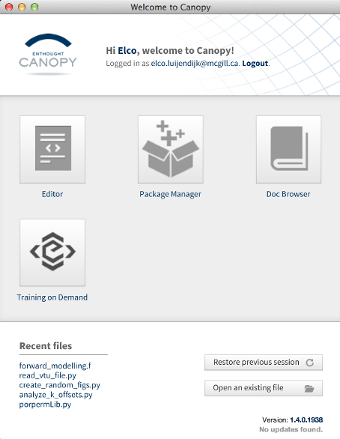 Welcome to Canopy
ENTHOUGHT
CANOPY
Hi Elco, welcome to Canopy!
Logged in as elco.luijendijk@mcgill.ca. Logout.
Editor
Package Manager
Doc Browser
Training on Demand
Recent files
forward_modelling.f
read_vtu_file.py
create_random_figs.py
analyze_k_offsets.py
porpermLib.py
Restore previous session
Open an existing file
Version: 1.4.0.1938
No updates found.